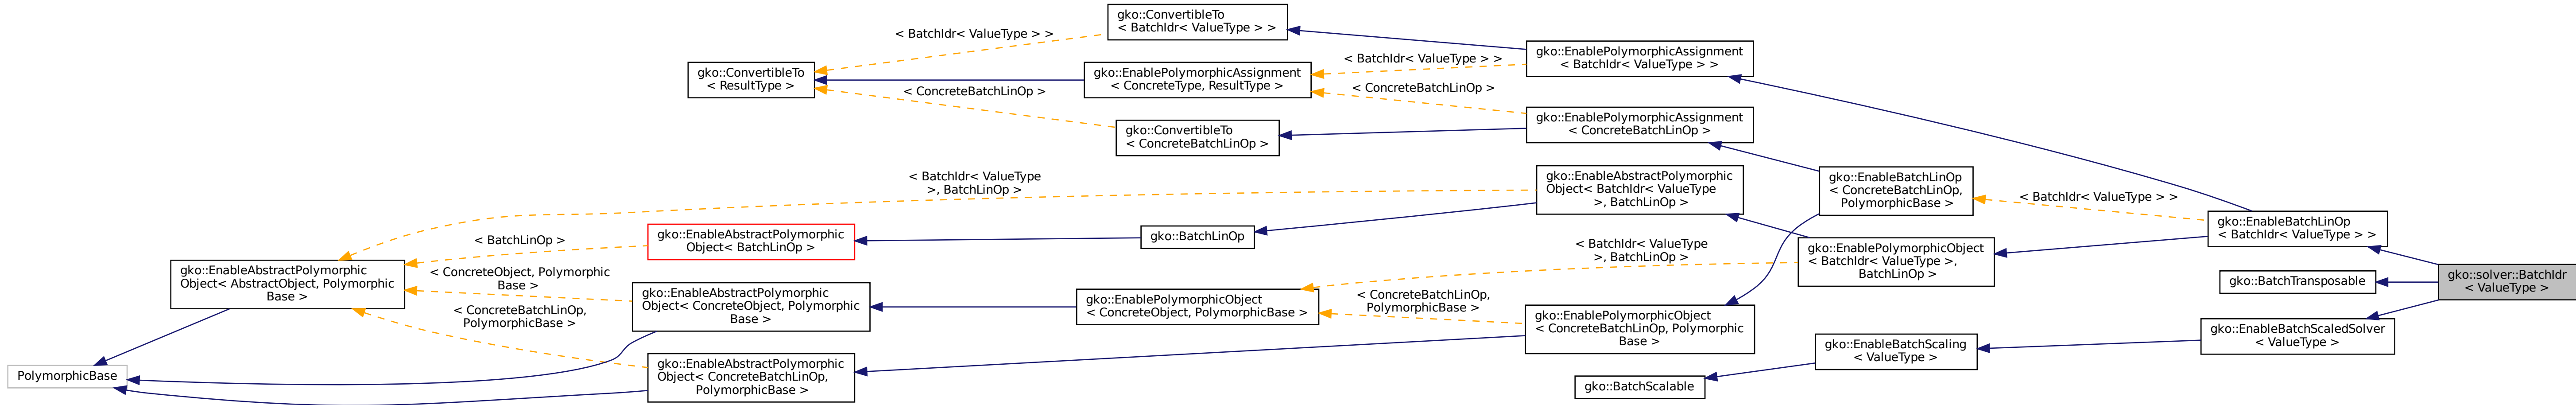 gko::ConvertibleTo
< BatchIdr< ValueType > >
< BatchIdr< ValueType > >
gko::EnablePolymorphicAssignment
< BatchIdr< ValueType > >
< BatchIdr< ValueType > >
gko::ConvertibleTo
< ResultType >
gko::EnablePolymorphicAssignment
< ConcreteType, ResultType >
< ConcreteBatchLinOp >
< ConcreteBatchLinOp >
gko::EnablePolymorphicAssignment
< ConcreteBatchLinOp >
gko::ConvertibleTo
< ConcreteBatchLinOp >
< BatchIdr< ValueType
>, BatchLinOp >
gko::EnableAbstractPolymorphic
Object< BatchIdr< ValueType
>, BatchLinOp >
gko::EnableBatchLinOp
< ConcreteBatchLinOp,
PolymorphicBase >
< BatchIdr< ValueType > >
gko::EnableBatchLinOp
< BatchIdr< ValueType > >
gko::EnableAbstractPolymorphic
Object< BatchLinOp >
gko::BatchLinOp
< BatchLinOp >
< BatchIdr< ValueType
>, BatchLinOp >
gko::EnablePolymorphicObject
< BatchIdr< ValueType >,
BatchLinOp >
gko::EnableAbstractPolymorphic
Object< AbstractObject, Polymorphic
Base >
< ConcreteObject, Polymorphic
Base >
gko::solver::BatchIdr
< ValueType >
gko::BatchTransposable
gko::EnableAbstractPolymorphic
Object< ConcreteObject, Polymorphic
Base >
gko::EnablePolymorphicObject
< ConcreteObject, PolymorphicBase >
< ConcreteBatchLinOp,
PolymorphicBase >
< ConcreteBatchLinOp,
PolymorphicBase >
gko::EnablePolymorphicObject
< ConcreteBatchLinOp, Polymorphic
Base >
gko::EnableBatchScaledSolver
< ValueType >
gko::EnableBatchScaling
< ValueType >
PolymorphicBase
gko::EnableAbstractPolymorphic
Object< ConcreteBatchLinOp,
PolymorphicBase >
gko::BatchScalable